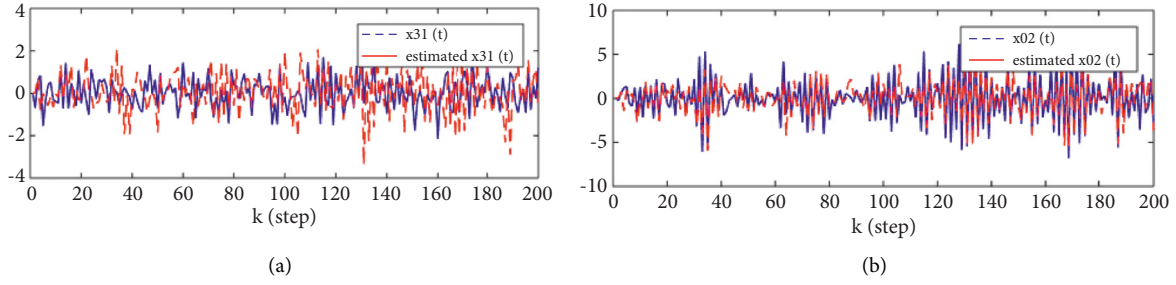 4
2
0
-2
-4
x31 (t)
estimated x31 (t)
0 20 40 60 80 100 120 140 160 180 200
k (step)
(a)
10
5
0
-5
-10
x02 (t)
estimated x02 (t)
0 20 40 60 80 100 120 140 160 180 200
k (step)
(b)